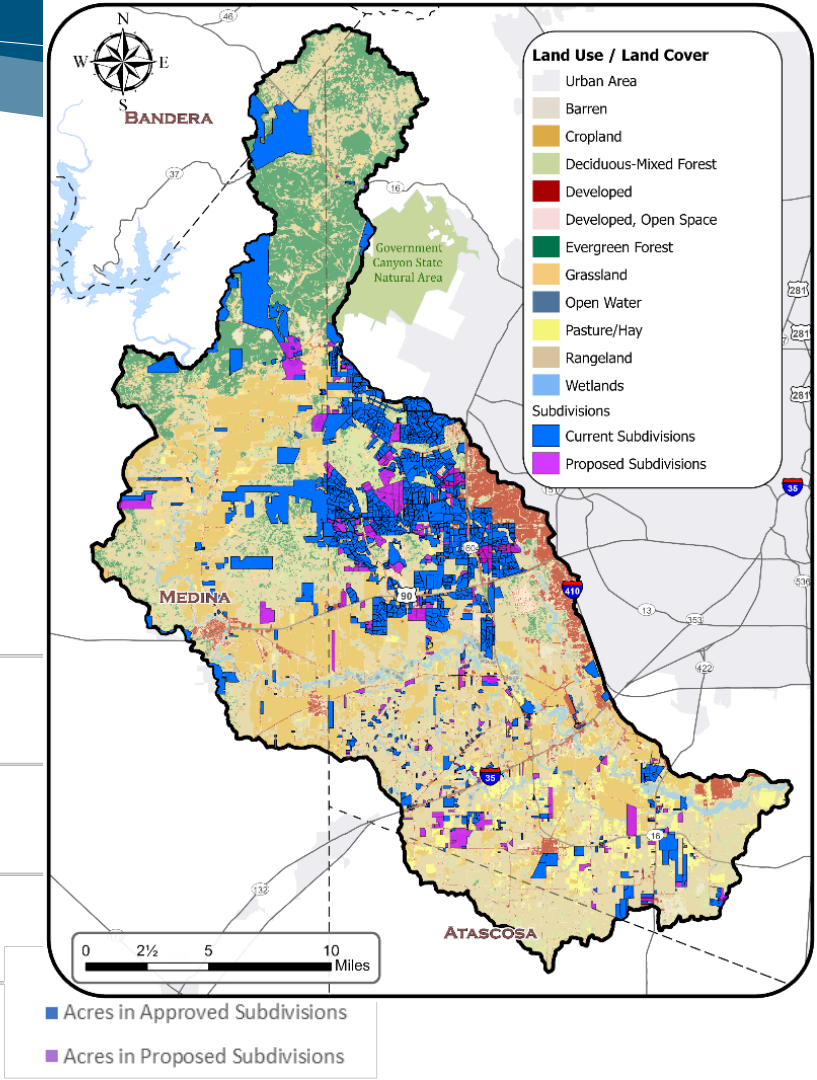 46
N
W
E
S
BANDERA
37
16
Government
Canyon State
Natural Area
Land Use / Land Cover
Urban Area
Barren
Cropland
Deciduous-Mixed Forest
Developed
Developed, Open Space
Evergreen Forest
Grassland
Open Water
Pasture/Hay
Rangeland
Wetlands
Subdivisions
Current Subdivisions
Proposed Subdivisions
281
281
281
35
MEDINA
90
410
536
13
353
422
35
16
132
ATASCOSA
0
2½
5
10
Miles
Acres in Approved Subdivisions
Acres in Proposed Subdivisions